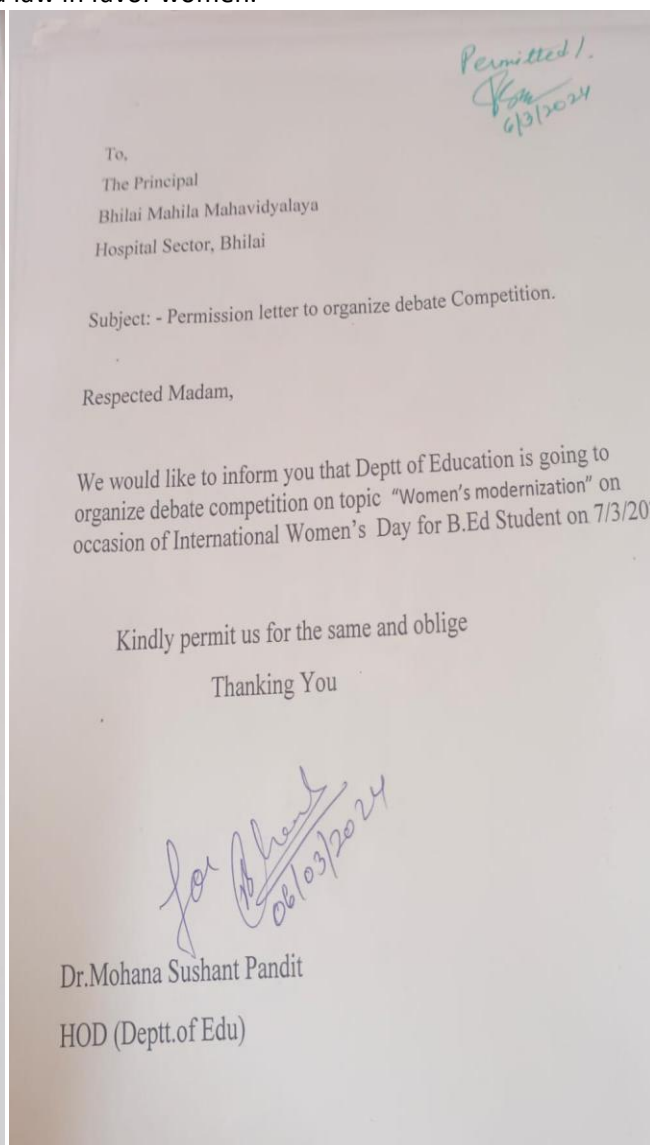 law in favor women.
Permitted/.
6/3/2024
To,
The Principal
Bhilai Mahila Mahavidyalaya
Hospital Sector, Bhilai
Subject: - Permission letter to organize debate Competition.
Respected Madam,
We would like to inform you that Deptt of Education is going to
organize debate competition on topic "Women's modernization" on
occasion of International Women's Day for B.Ed Student on 7/3/20
Kindly permit us for the same and oblige
Thanking You
for
06/03/2024
Dr.Mohana Sushant Pandit
HOD (Deptt.of Edu)